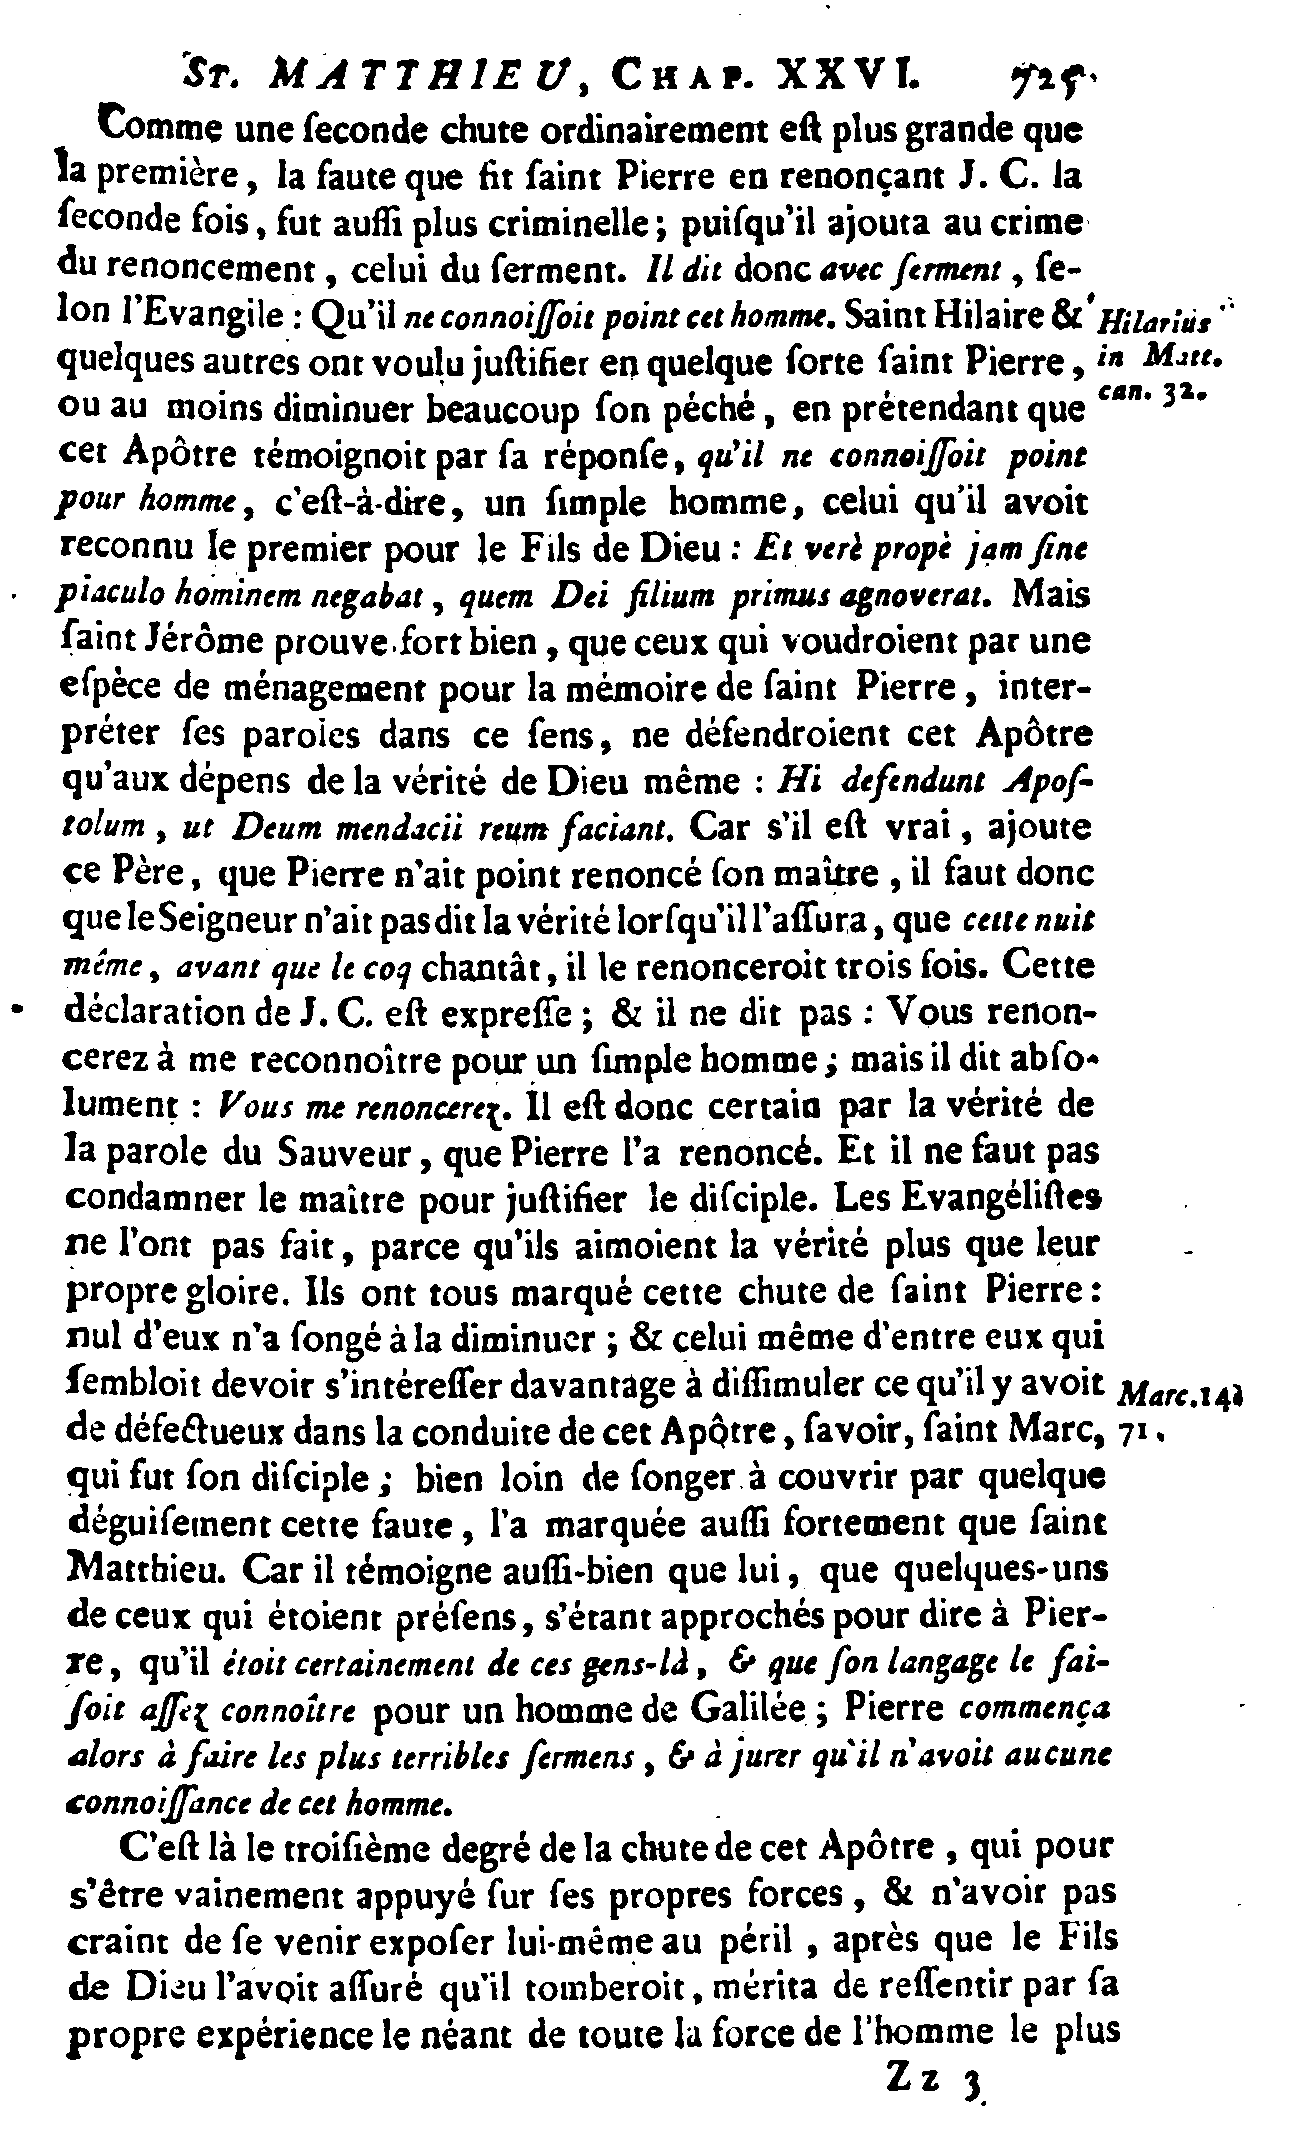 St. MATTHIEU, Chap. XXVI. 725.
Comme une ſeconde chute ordinairement eſt plus grande que
la première, la faute que fit ſaint Pierre en renonçant J. C. la
ſeconde fois, fut auſſi plus criminelle; puiſqu'il ajouta au crime
du renoncement, celui du ſerment. Il dit donc avec ſerment, ſe-
lon l'Evangile : Qu'il ne connoiſſoit point cet homme. Saint Hilaire & Hilarius
quelques autres ont voulu juſtifier en quelque ſorte ſaint Pierre, in Matt.
ou au moins diminuer beaucoup ſon péché, en prétendant que can. 32.
cet Apôtre témoignoit par ſa réponſe, qu'il ne connoiſſoit point
pour homme, c'eſt-à-dire, un ſimple homme, celui qu'il avoit
reconnu le premier pour le Fils de Dieu : Et verè propè jam ſine
piaculo hominem negabat, quem Dei filium primus agnoverat. Mais
ſaint Jérôme prouve fort bien, que ceux qui voudroient par une
eſpèce de ménagement pour la mémoire de ſaint Pierre, inter-
préter ſes paroles dans ce ſens, ne défendroient cet Apôtre
qu'aux dépens de la vérité de Dieu même : Hi defendunt Apoſ-
tolum, ut Deum mendacii reum faciant. Car s'il eſt vrai, ajoute
ce Père, que Pierre n'ait point renoncé ſon maître, il faut donc
que le Seigneur n'ait pas dit la vérité lorſqu'il l'aſſura, que cette nuit
même, avant que le coq chantât, il le renonceroit trois fois. Cette
déclaration de J. C. eſt expreſſe; & il ne dit pas : Vous renon-
cerez à me reconnoître pour un ſimple homme; mais il dit abſo-
lument : Vous me renoncerez. Il eſt donc certain par la vérité de
la parole du Sauveur, que Pierre l'a renoncé. Et il ne faut pas
condamner le maître pour juſtifier le diſciple. Les Evangéliſtes
ne l'ont pas fait, parce qu'ils aimoient la vérité plus que leur
propre gloire. Ils ont tous marqué cette chute de ſaint Pierre :
nul d'eux n'a ſongé à la diminuer; & celui même d'entre eux qui
ſembloit devoir s'intéreſſer davantage à diſſimuler ce qu'il y avoit Marc. 14.
de défectueux dans la conduite de cet Apôtre, ſavoir, ſaint Marc, 71.
qui fut ſon diſciple; bien loin de ſonger à couvrir par quelque
déguiſement cette faute, l'a marquée auſſi fortement que ſaint
Matthieu. Car il témoigne auſſi-bien que lui, que quelques-uns
de ceux qui étoient préſens, s'étant approchés pour dire à Pier-
re, qu'il étoit certainement de ces gens-là, & que ſon langage le fai-
ſoit aſſez connoître pour un homme de Galilée; Pierre commença
alors à faire les plus terribles ſermens, & à jurer qu'il n'avoit aucune
connoiſſance de cet homme.
C'eſt là le troiſième degré de la chute de cet Apôtre, qui pour
s'être vainement appuyé ſur ſes propres forces, & n'avoir pas
craint de ſe venir expoſer lui-même au péril, après que le Fils
de Dieu l'avoit aſſuré qu'il tomberoit, mérita de reſſentir par ſa
propre expérience le néant de toute la force de l'homme le plus
Zz 3